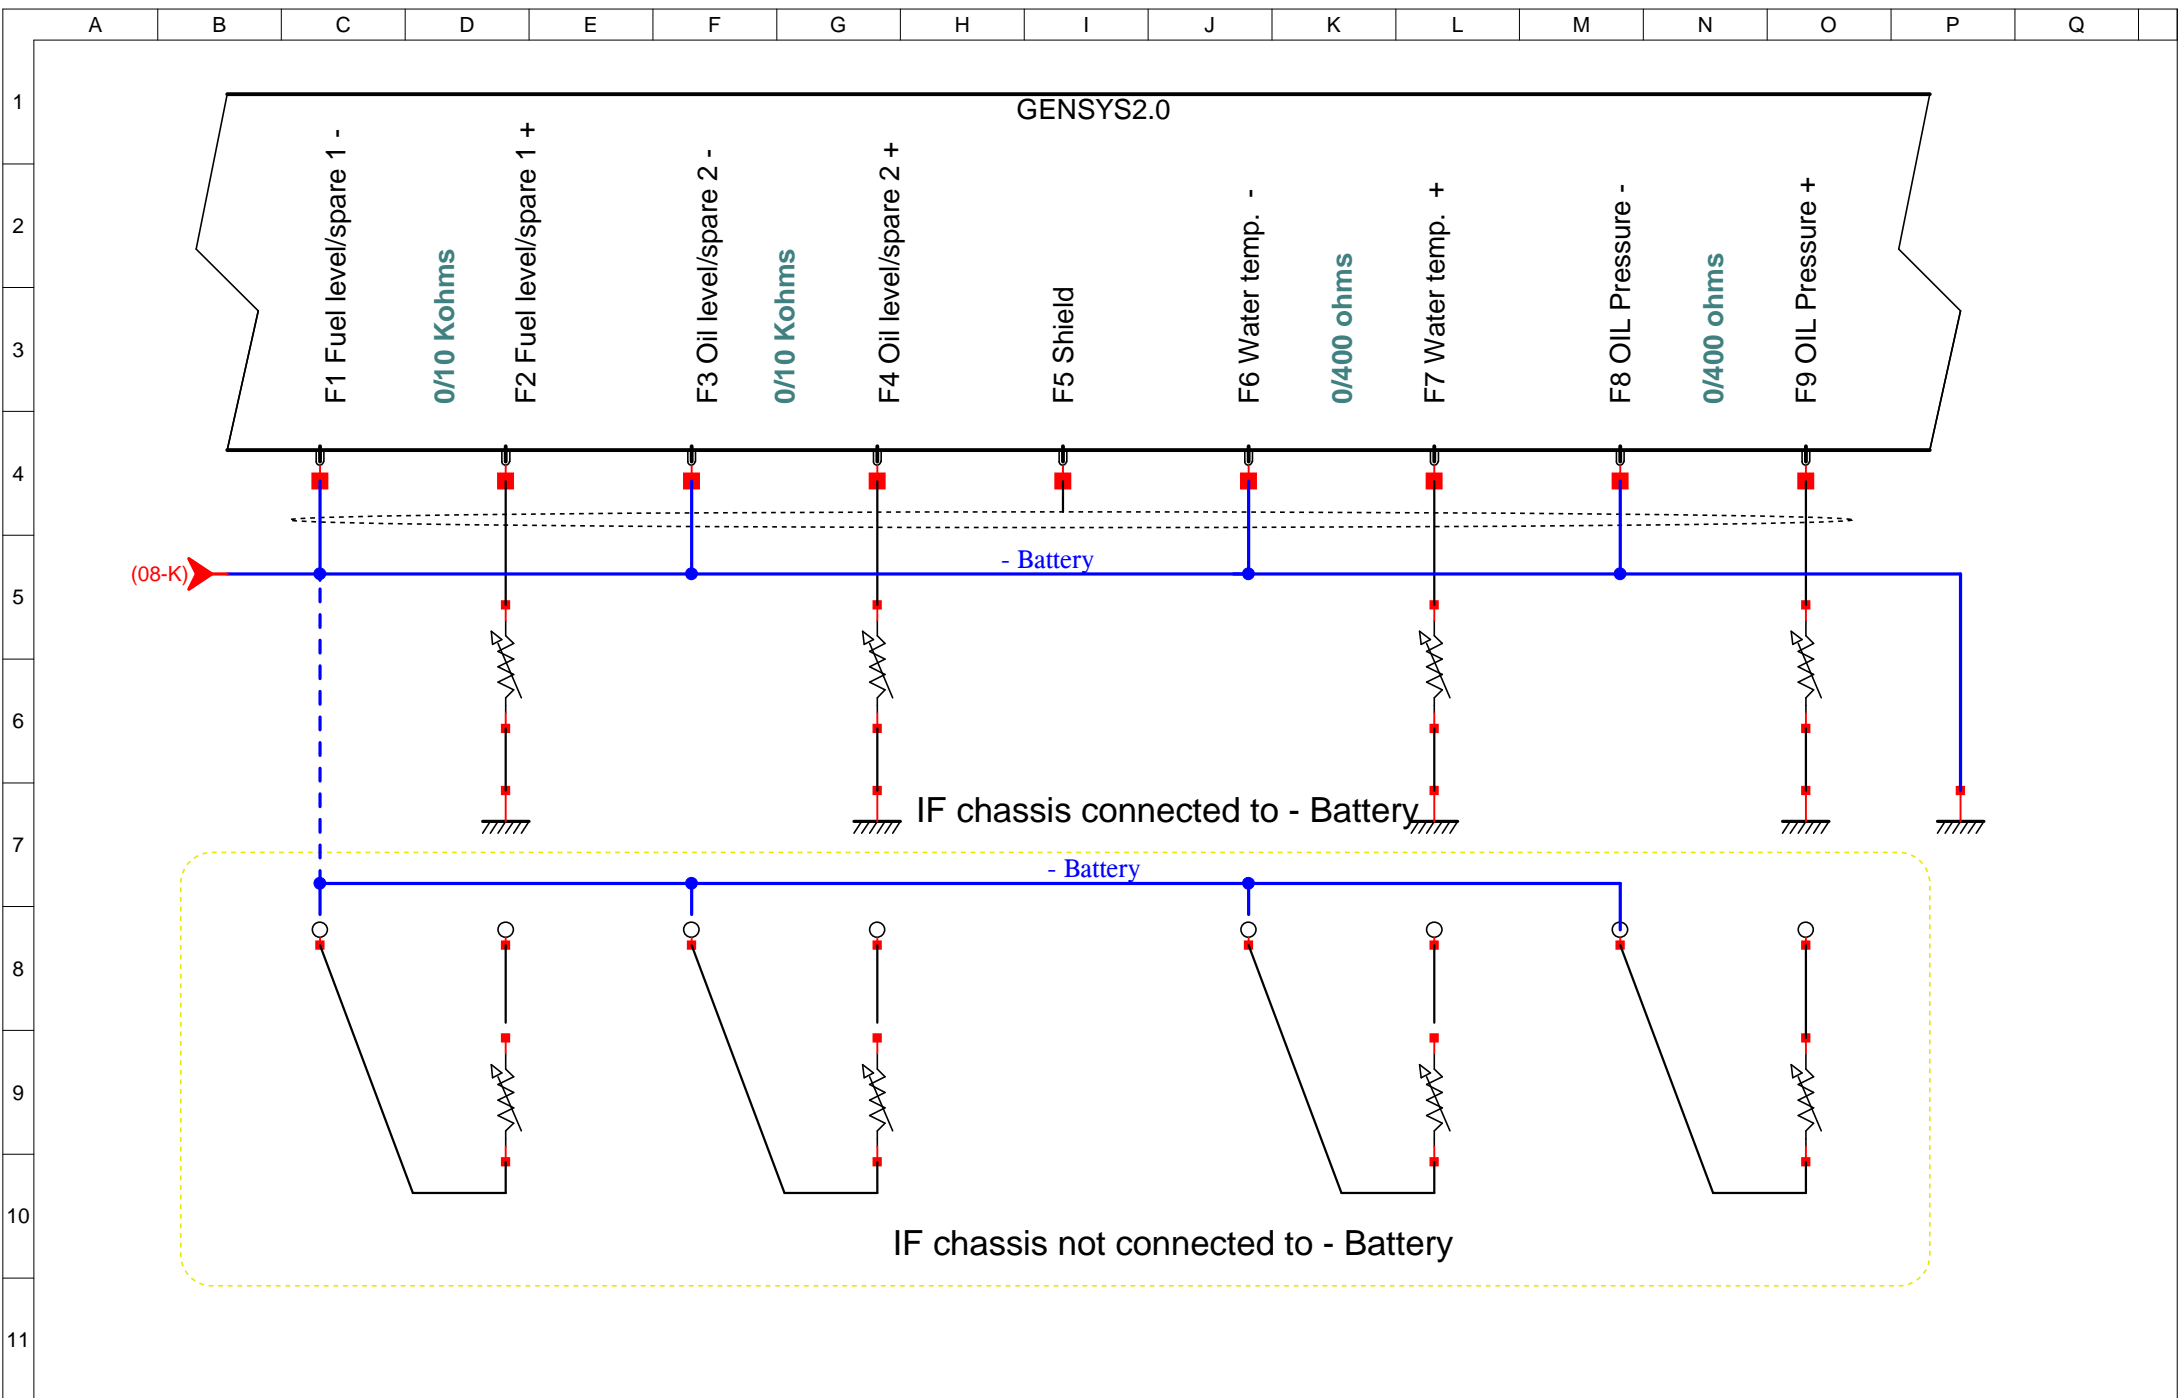 A B C D E F G H I J K L M N O P Q
1
2
3
4
5
6
7
8
9
10
11
GENSYS2.0
F1 Fuel level/spare 1 -
0/10 Kohms
F2 Fuel level/spare 1 +
F3 Oil level/spare 2 -
0/10 Kohms
F4 Oil level/spare 2 +
F5 Shield
F6 Water temp. -
0/400 ohms
F7 Water temp. +
F8 OIL Pressure -
0/400 ohms
F9 OIL Pressure +
(08-K)
- Battery
IF chassis connected to - Battery
- Battery
IF chassis not connected to - Battery